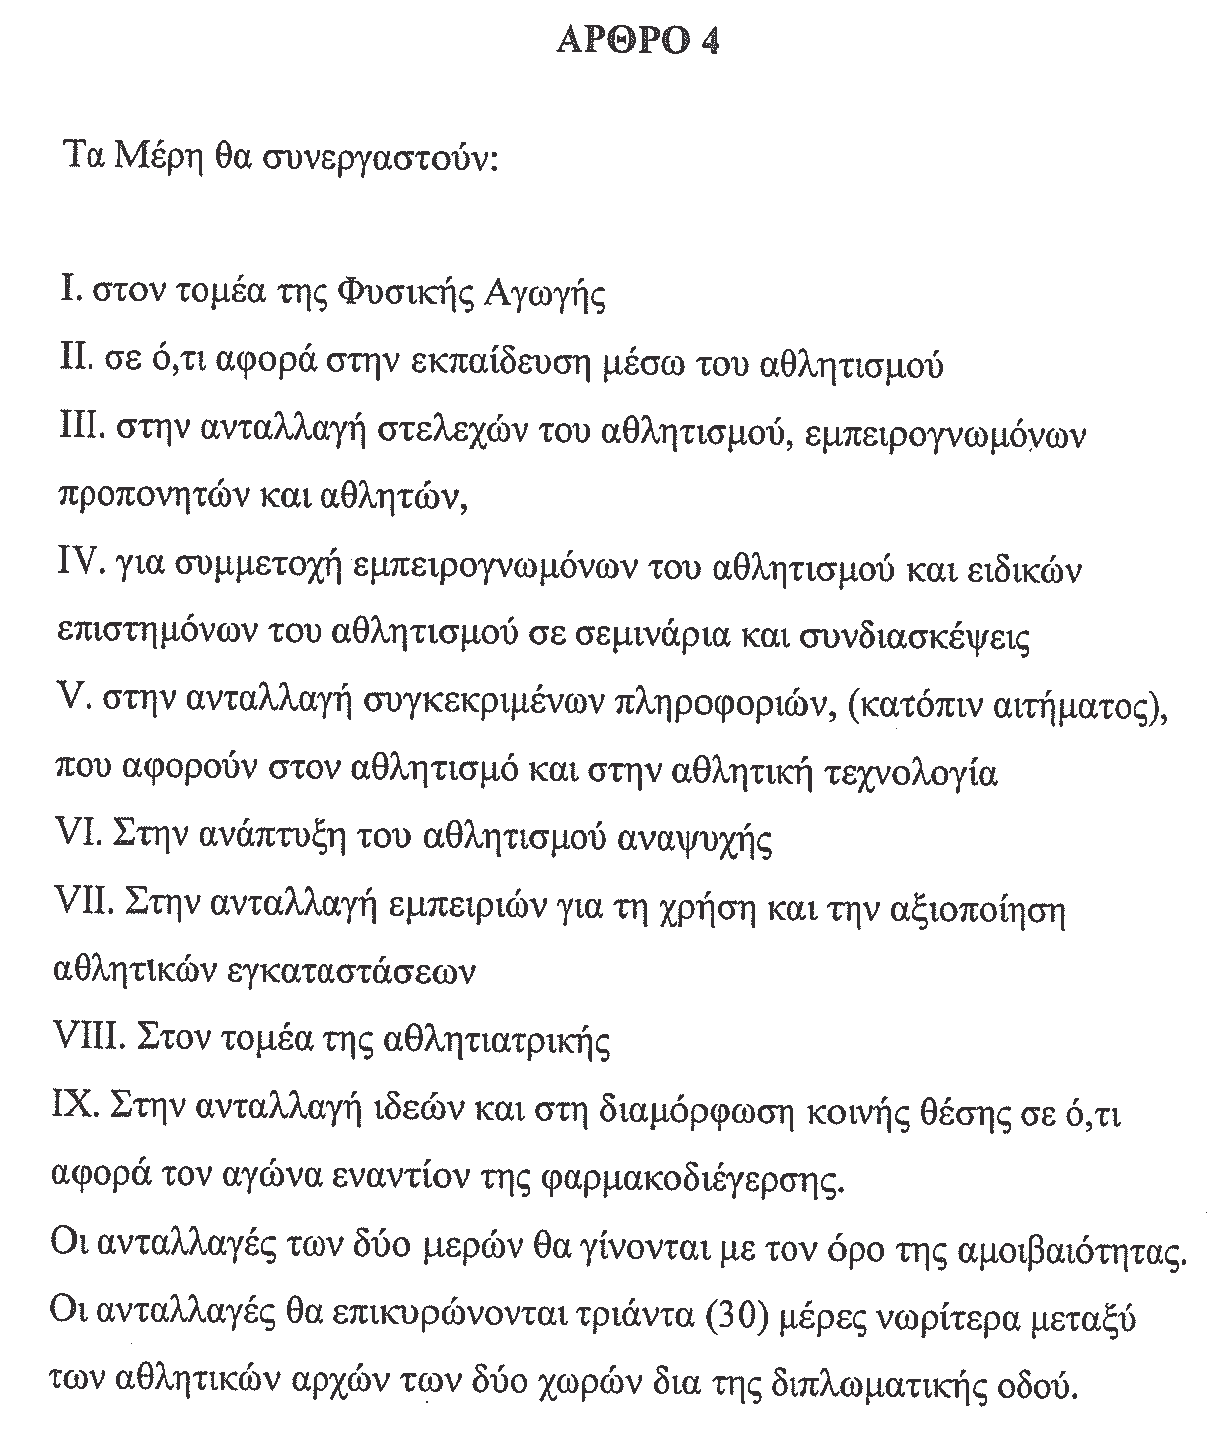 ΑΡΘΡΟ 4
Τα Μέρη θα συνεργαστούν:
I. στον τομέα της Φυσικής Αγωγής
II. σε ό,τι αφορά στην εκπαίδευση μέσω του αθλητισμού
III. στην ανταλλαγή στελεχών του αθλητισμού, εμπειρογνωμόνων
προπονητών και αθλητών,
IV. για συμμετοχή εμπειρογνωμόνων του αθλητισμού και ειδικών
επιστημόνων του αθλητισμού σε σεμινάρια και συνδιασκέψεις
V. στην ανταλλαγή συγκεκριμένων πληροφοριών, (κατόπιν αιτήματος),
που αφορούν στον αθλητισμό και στην αθλητική τεχνολογία
VI. Στην ανάπτυξη του αθλητισμού αναψυχής
VII. Στην ανταλλαγή εμπειριών για τη χρήση και την αξιοποίηση
αθλητικών εγκαταστάσεων
VIII. Στον τομέα της αθλητιατρικής
IX. Στην ανταλλαγή ιδεών και στη διαμόρφωση κοινής θέσης σε ό,τι
αφορά τον αγώνα εναντίον της φαρμακοδιέγερσης.
Οι ανταλλαγές των δύο μερών θα γίνονται με τον όρο της αμοιβαιότητας.
Οι ανταλλαγές θα επικυρώνονται τριάντα (30) μέρες νωρίτερα μεταξύ
των αθλητικών αρχών των δύο χωρών δια της διπλωματικής οδού.